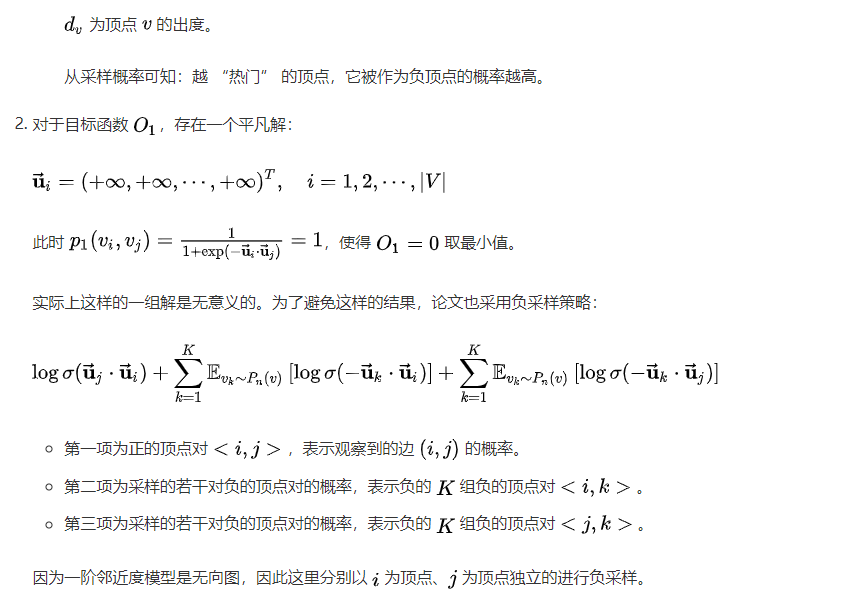 $d_v$ 为顶点 $v$ 的出度。
从采样概率可知：越 “热门” 的顶点，它被作为负顶点的概率越高。
2. 对于目标函数 $O_1$，存在一个平凡解：
$\vec{\mathbf{u}}_i = (+\infty, +\infty, \cdots, +\infty)^T, \quad i = 1, 2, \cdots, |V|$
此时 $p_1(v_i, v_j) = \frac{1}{1+\exp(-\vec{\mathbf{u}}_i \cdot \vec{\mathbf{u}}_j)} = 1$，使得 $O_1 = 0$ 取最小值。
实际上这样的一组解是无意义的。为了避免这样的结果，论文也采用负采样策略：
$\log \sigma(\vec{\mathbf{u}}_j \cdot \vec{\mathbf{u}}_i) + \sum_{k=1}^{K} \mathbb{E}_{v_k \sim P_n(v)} [\log \sigma(-\vec{\mathbf{u}}_k \cdot \vec{\mathbf{u}}_i)] + \sum_{k=1}^{K} \mathbb{E}_{v_k \sim P_n(v)} [\log \sigma(-\vec{\mathbf{u}}_k \cdot \vec{\mathbf{u}}_j)]$
◦ 第一项为正的顶点对 $< i, j >$，表示观察到的边 $(i, j)$ 的概率。
◦ 第二项为采样的若干对负的顶点对的概率，表示负的 $K$ 组负的顶点对 $< i, k >$。
◦ 第三项为采样的若干对负的顶点对的概率，表示负的 $K$ 组负的顶点对 $< j, k >$。
因为一阶邻近度模型是无向图，因此这里分别以 $i$ 为顶点、$j$ 为顶点独立的进行负采样。